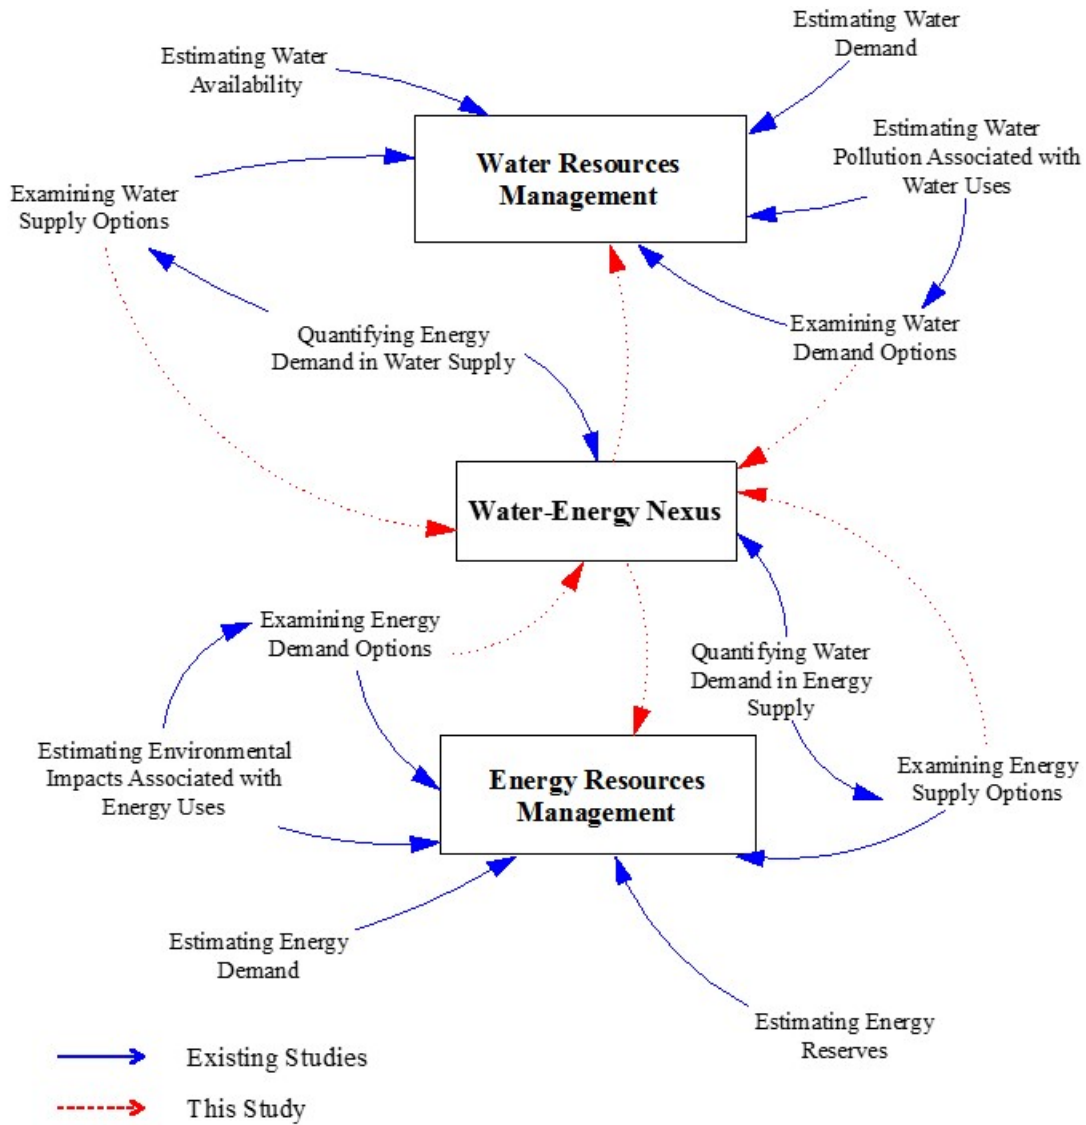 Estimating Water
Demand
Estimating Water
Availability
Estimating Water
Pollution Associated with
Water Uses
Water Resources
Management
Examining Water
Supply Options
Quantifying Energy
Demand in Water Supply
Examining Water
Demand Options
Water-Energy Nexus
Examining Energy
Demand Options
Quantifying Water
Demand in Energy
Supply
Estimating Environmental
Impacts Associated with
Energy Uses
Energy Resources
Management
Examining Energy
Supply Options
Estimating Energy
Demand
Estimating Energy
Reserves
Existing Studies
This Study